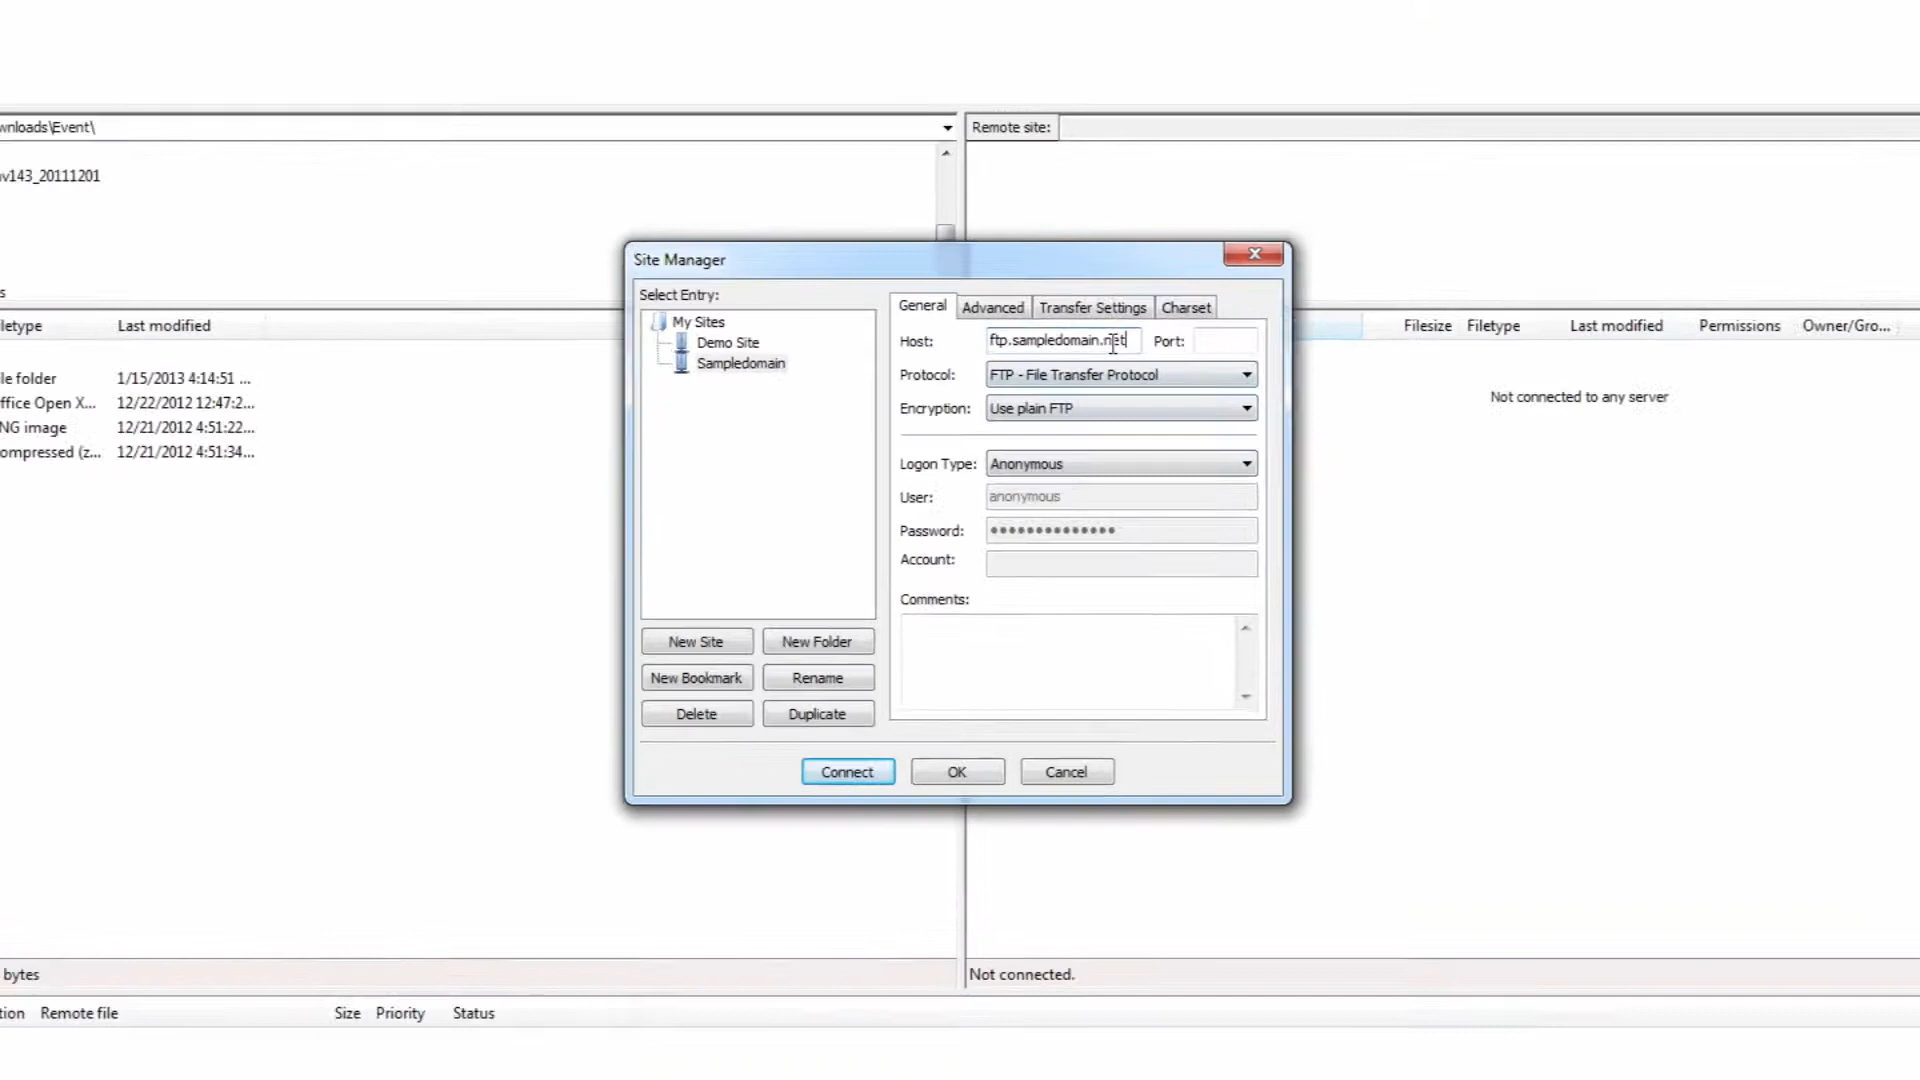 wnloads\Event\
Remote site:
v143_20111201
s
Site Manager
Select Entry:
My Sites
Demo Site
Sampledomain
New Site
New Folder
New Bookmark
Rename
Delete
Duplicate
General
Advanced
Transfer Settings
Charset
Host:
ftp.sampledomain.net
Port:
Protocol:
FTP - File Transfer Protocol
Encryption:
Use plain FTP
Logon Type:
Anonymous
User:
anonymous
Password:
••••••••••••••
Account:
Comments:
Connect
OK
Cancel
letype Last modified
le folder 1/15/2013 4:14:51 ...
ffice Open X... 12/22/2012 12:47:2...
NG image 12/21/2012 4:51:22...
ompressed (z... 12/21/2012 4:51:34...
Filesize Filetype Last modified Permissions Owner/Gro...
Not connected to any server
bytes
Not connected.
tion Remote file Size Priority Status